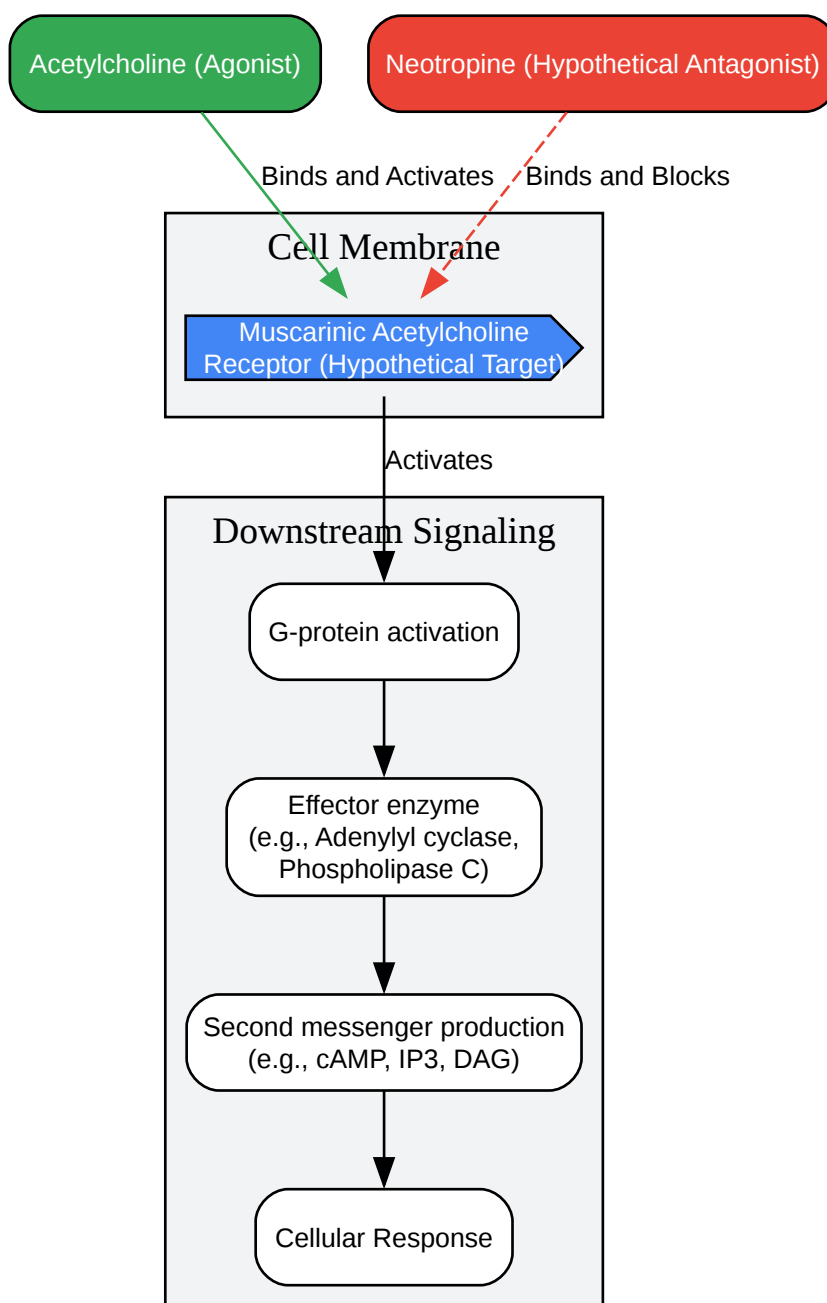 Acetylcholine (Agonist)
Neotropine (Hypothetical Antagonist)
Binds and Activates
Binds and Blocks
Cell Membrane
Muscarinic Acetylcholine
Receptor (Hypothetical Target)
Activates
Downstream Signaling
G-protein activation
Effector enzyme
(e.g., Adenylyl cyclase,
Phospholipase C)
Second messenger production
(e.g., cAMP, IP3, DAG)
Cellular Response